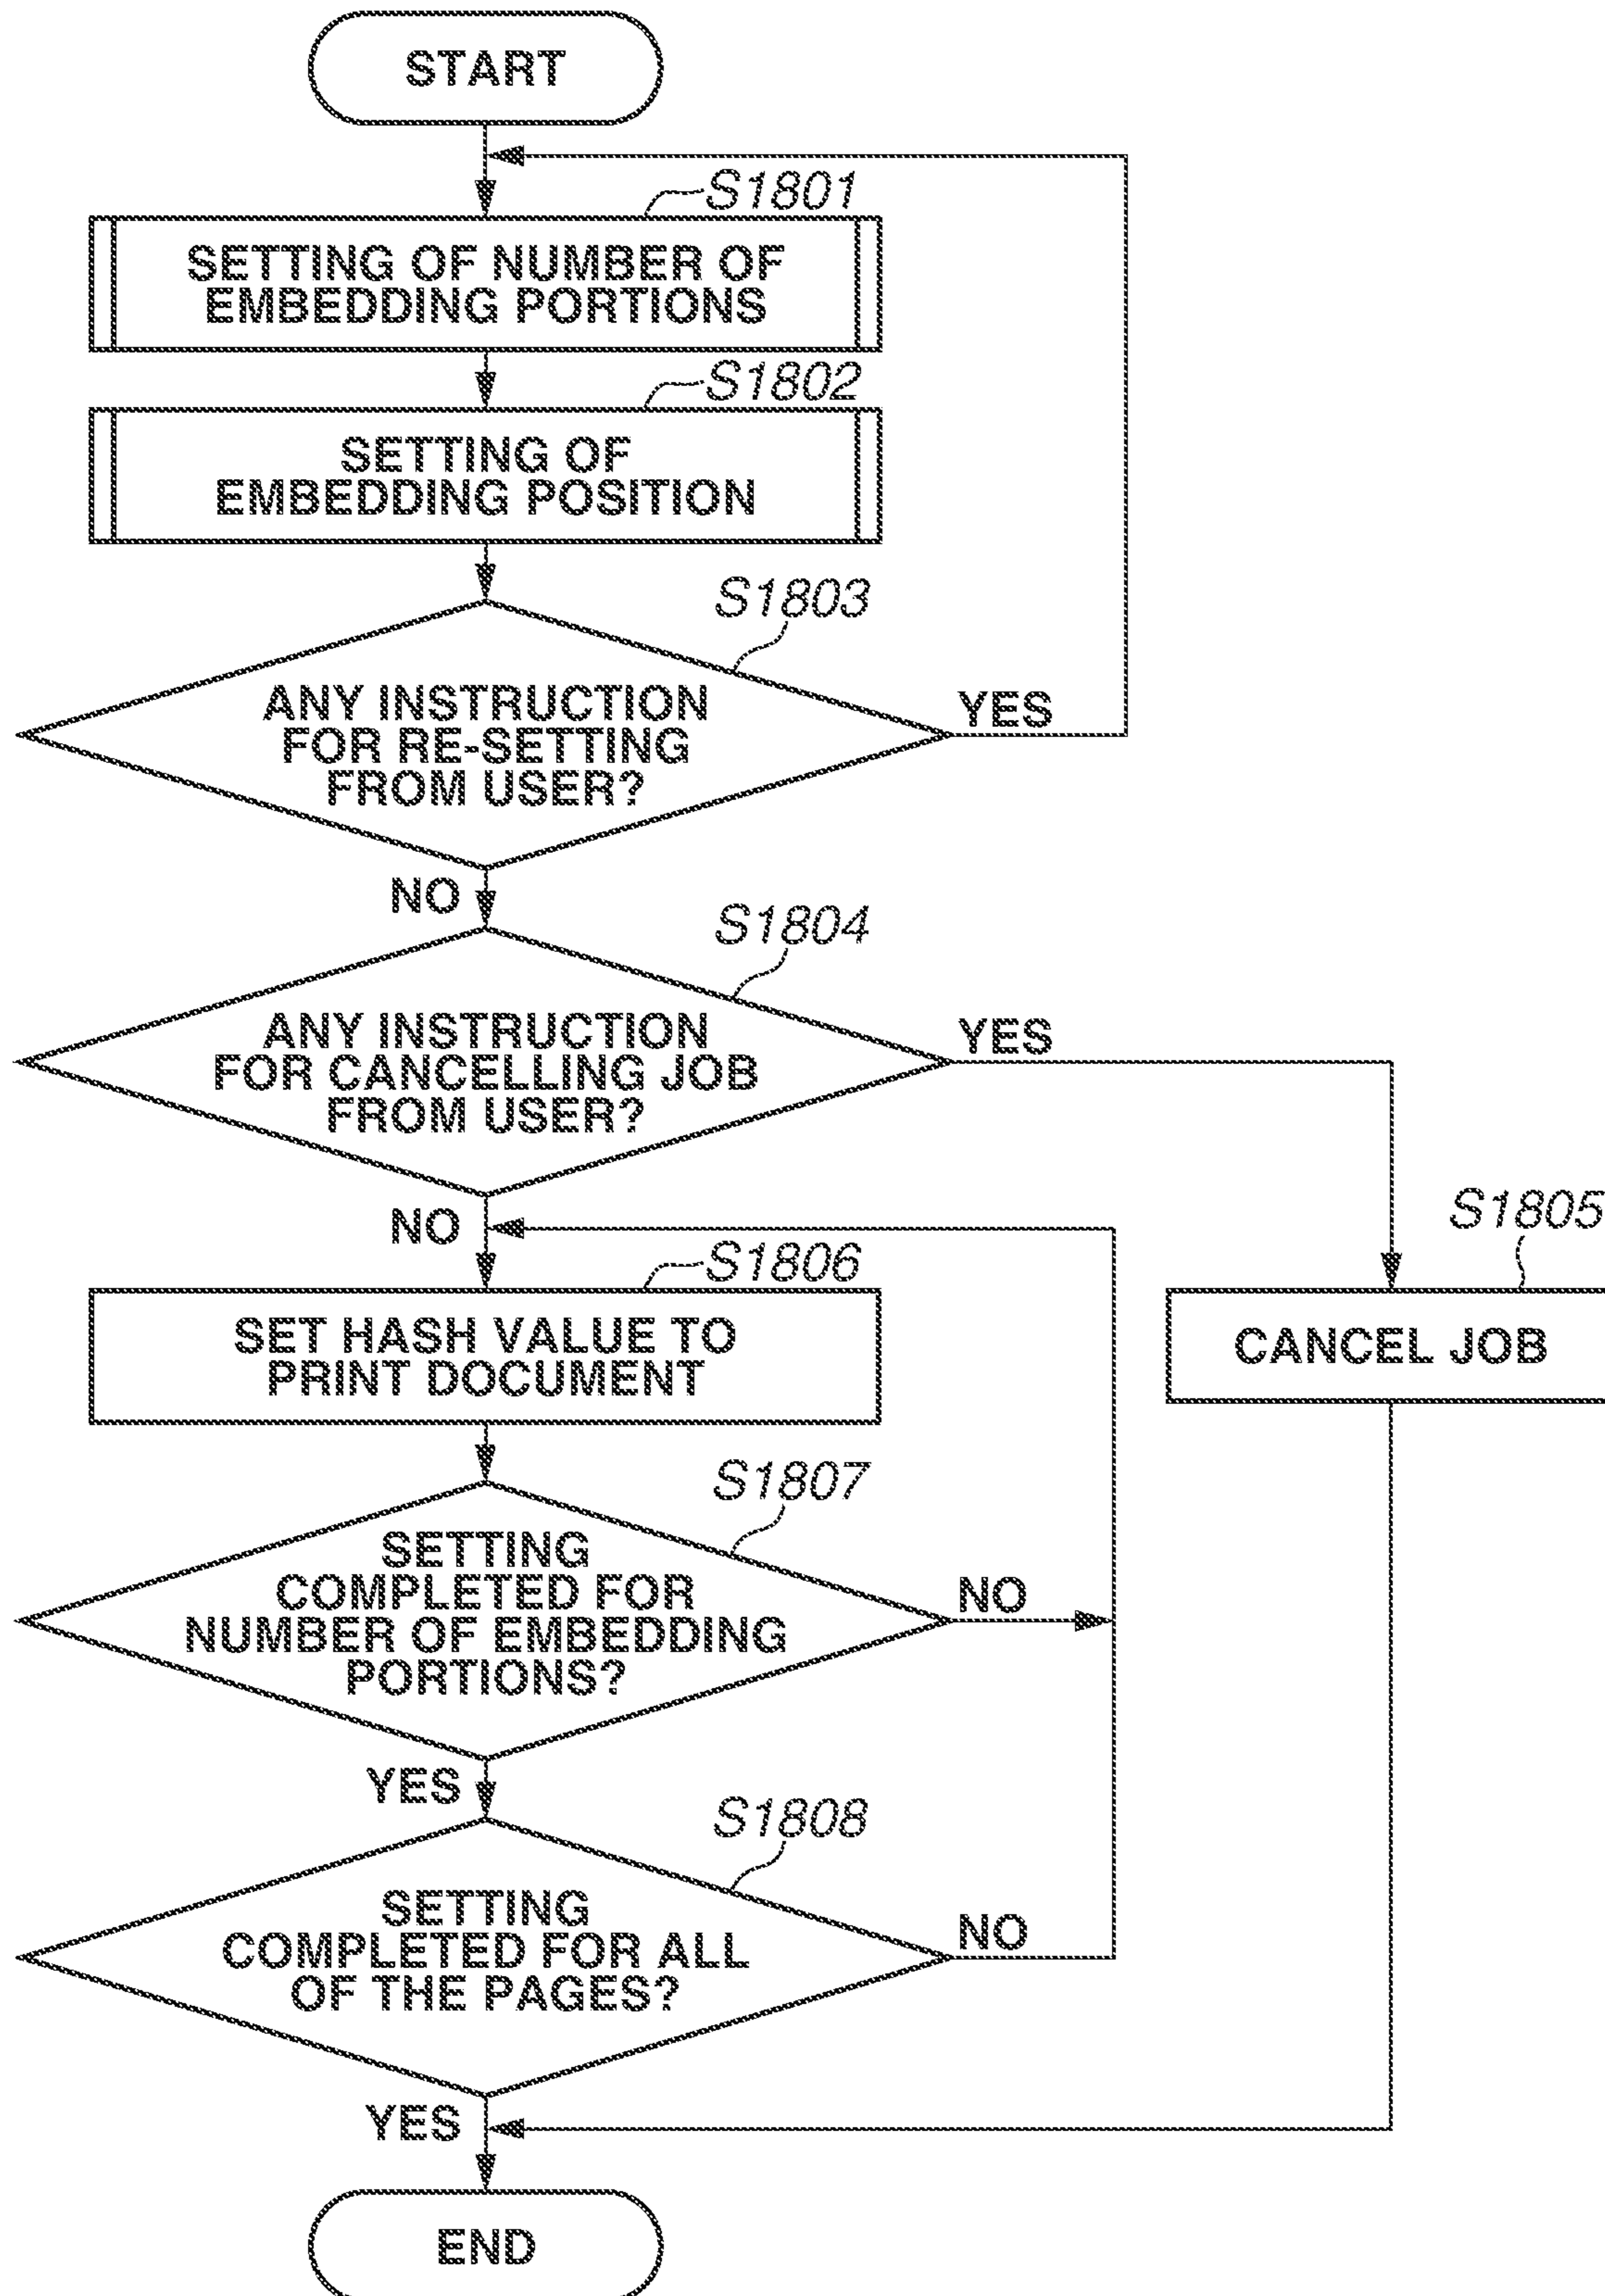 START
S1801
SETTING OF NUMBER OF
EMBEDDING PORTIONS
S1802
SETTING OF
EMBEDDING POSITION
S1803
ANY INSTRUCTION
FOR RE-SETTING
FROM USER?
YES
NO
S1804
ANY INSTRUCTION
FOR CANCELLING JOB
FROM USER?
YES
NO
S1805
CANCEL JOB
S1806
SET HASH VALUE TO
PRINT DOCUMENT
S1807
SETTING
COMPLETED FOR
NUMBER OF EMBEDDING
PORTIONS?
NO
YES
S1808
SETTING
COMPLETED FOR ALL
OF THE PAGES?
NO
YES
END